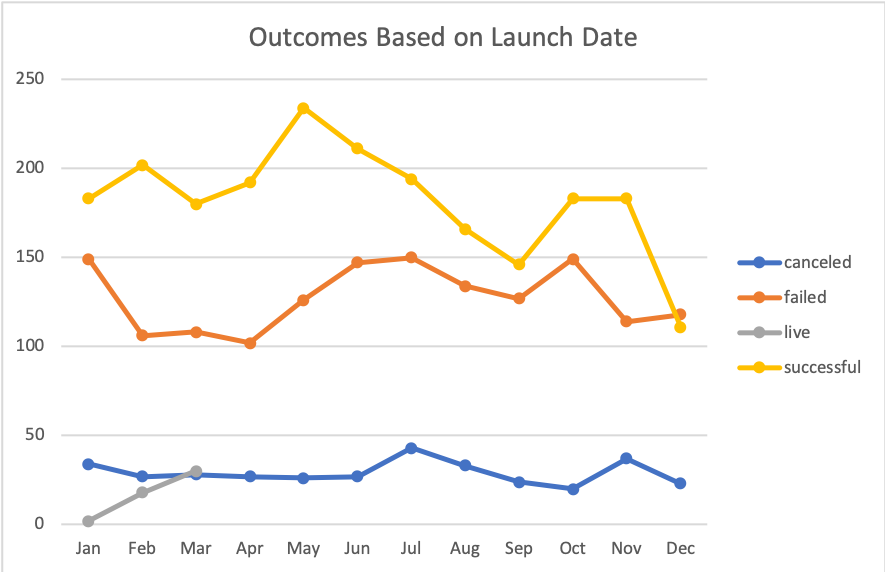 Outcomes Based on Launch Date
250
200
150
100
50
0
Jan Feb Mar Apr May Jun Jul Aug Sep Oct Nov Dec
canceled
failed
live
successful